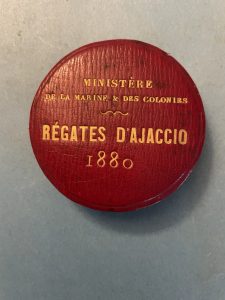 MINISTÈRE
DE LA MARINE & DES COLONIES
RÉGATES D'AJACCIO
1880